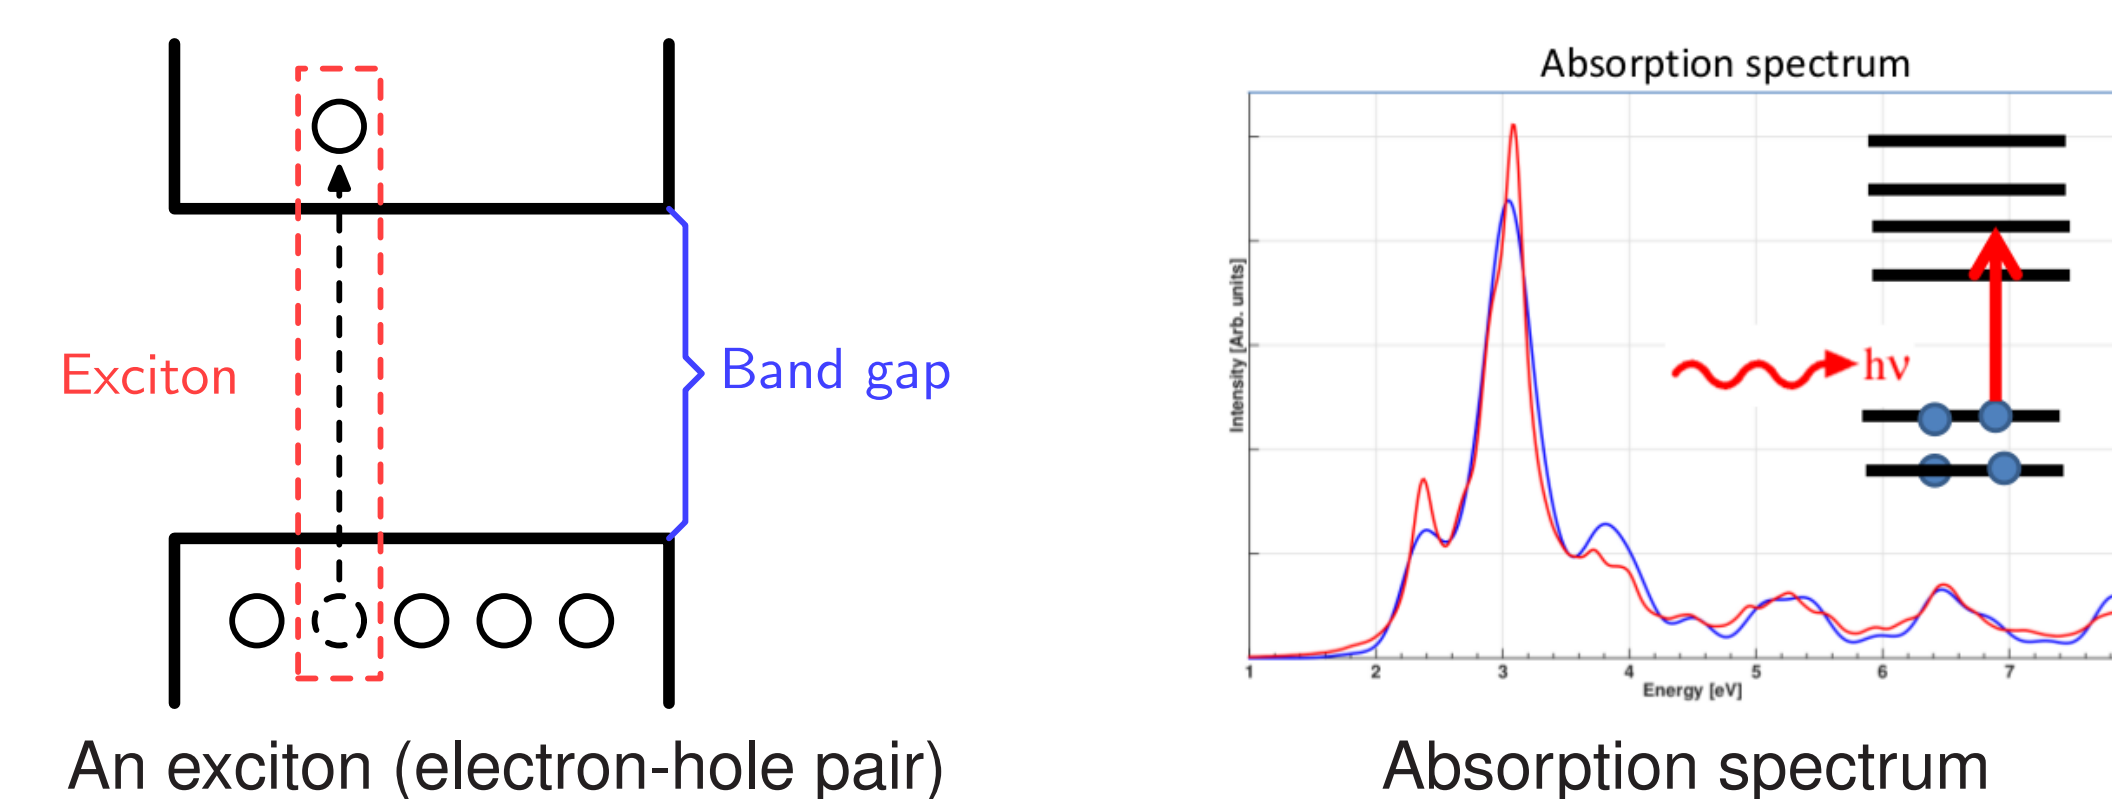 Exciton
Band gap
An exciton (electron-hole pair)
Absorption spectrum
Intensity [Arb. units]
hν
1 2 3 4 5 6 7
Energy [eV]
Absorption spectrum